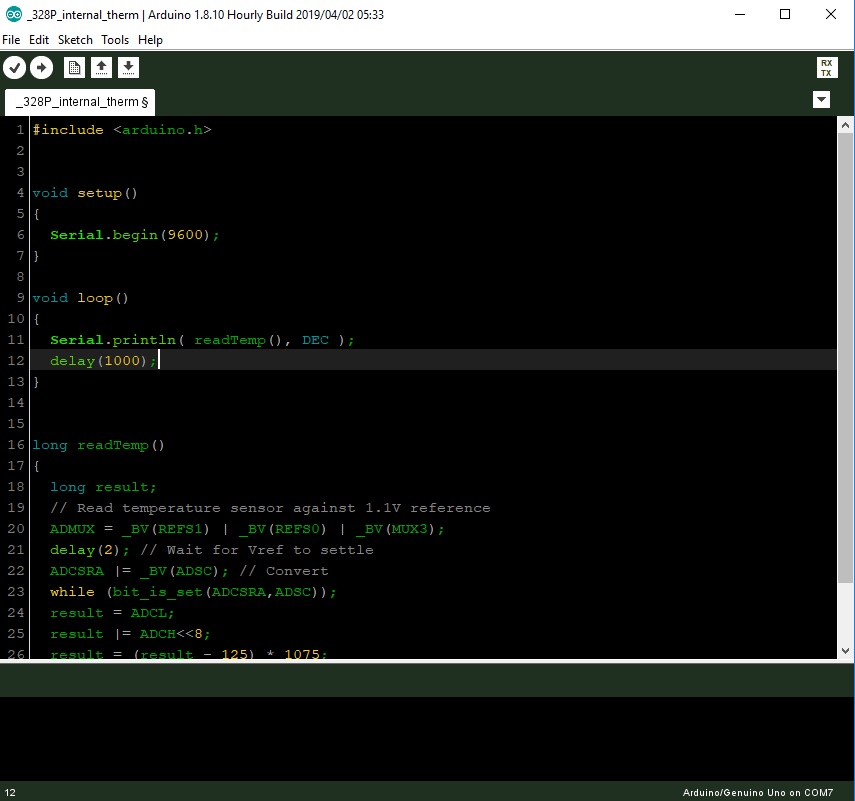 _328P_internal_therm | Arduino 1.8.10 Hourly Build 2019/04/02 05:33
File Edit Sketch Tools Help
RX
TX
_328P_internal_therm §
1 #include <arduino.h>
2
3
4 void setup()
5 {
6   Serial.begin(9600);
7 }
8
9 void loop()
10 {
11   Serial.println( readTemp(), DEC );
12   delay(1000);
13 }
14
15
16 long readTemp()
17 {
18   long result;
19   // Read temperature sensor against 1.1V reference
20   ADMUX = _BV(REFS1) | _BV(REFS0) | _BV(MUX3);
21   delay(2); // Wait for Vref to settle
22   ADCSRA |= _BV(ADSC); // Convert
23   while (bit_is_set(ADCSRA,ADSC));
24   result = ADCL;
25   result |= ADCH<<8;
26   result = (result - 125) * 1075;
12 Arduino/Genuino Uno on COM7